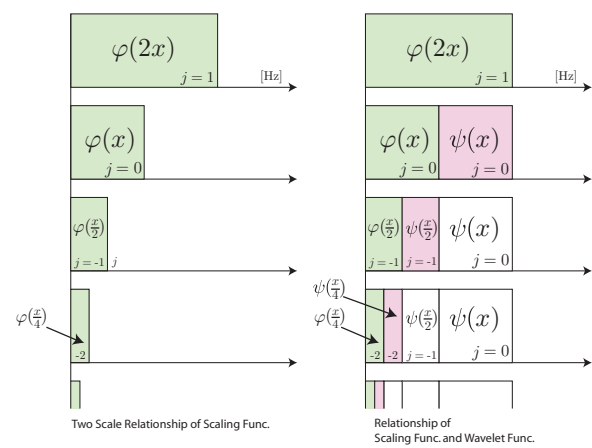 φ(2x)
j = 1
[Hz]
φ(x)
j = 0
φ(x/2)
j = -1
j
φ(x/4)
-2
Two Scale Relationship of Scaling Func.
φ(2x)
j = 1
[Hz]
φ(x)
j = 0
ψ(x)
j = 0
φ(x/2)
j = -1
ψ(x/2)
j = -1
ψ(x)
j = 0
ψ(x/4)
φ(x/4)
-2
-2
ψ(x/2)
j = -1
ψ(x)
j = 0
Relationship of
Scaling Func. and Wavelet Func.